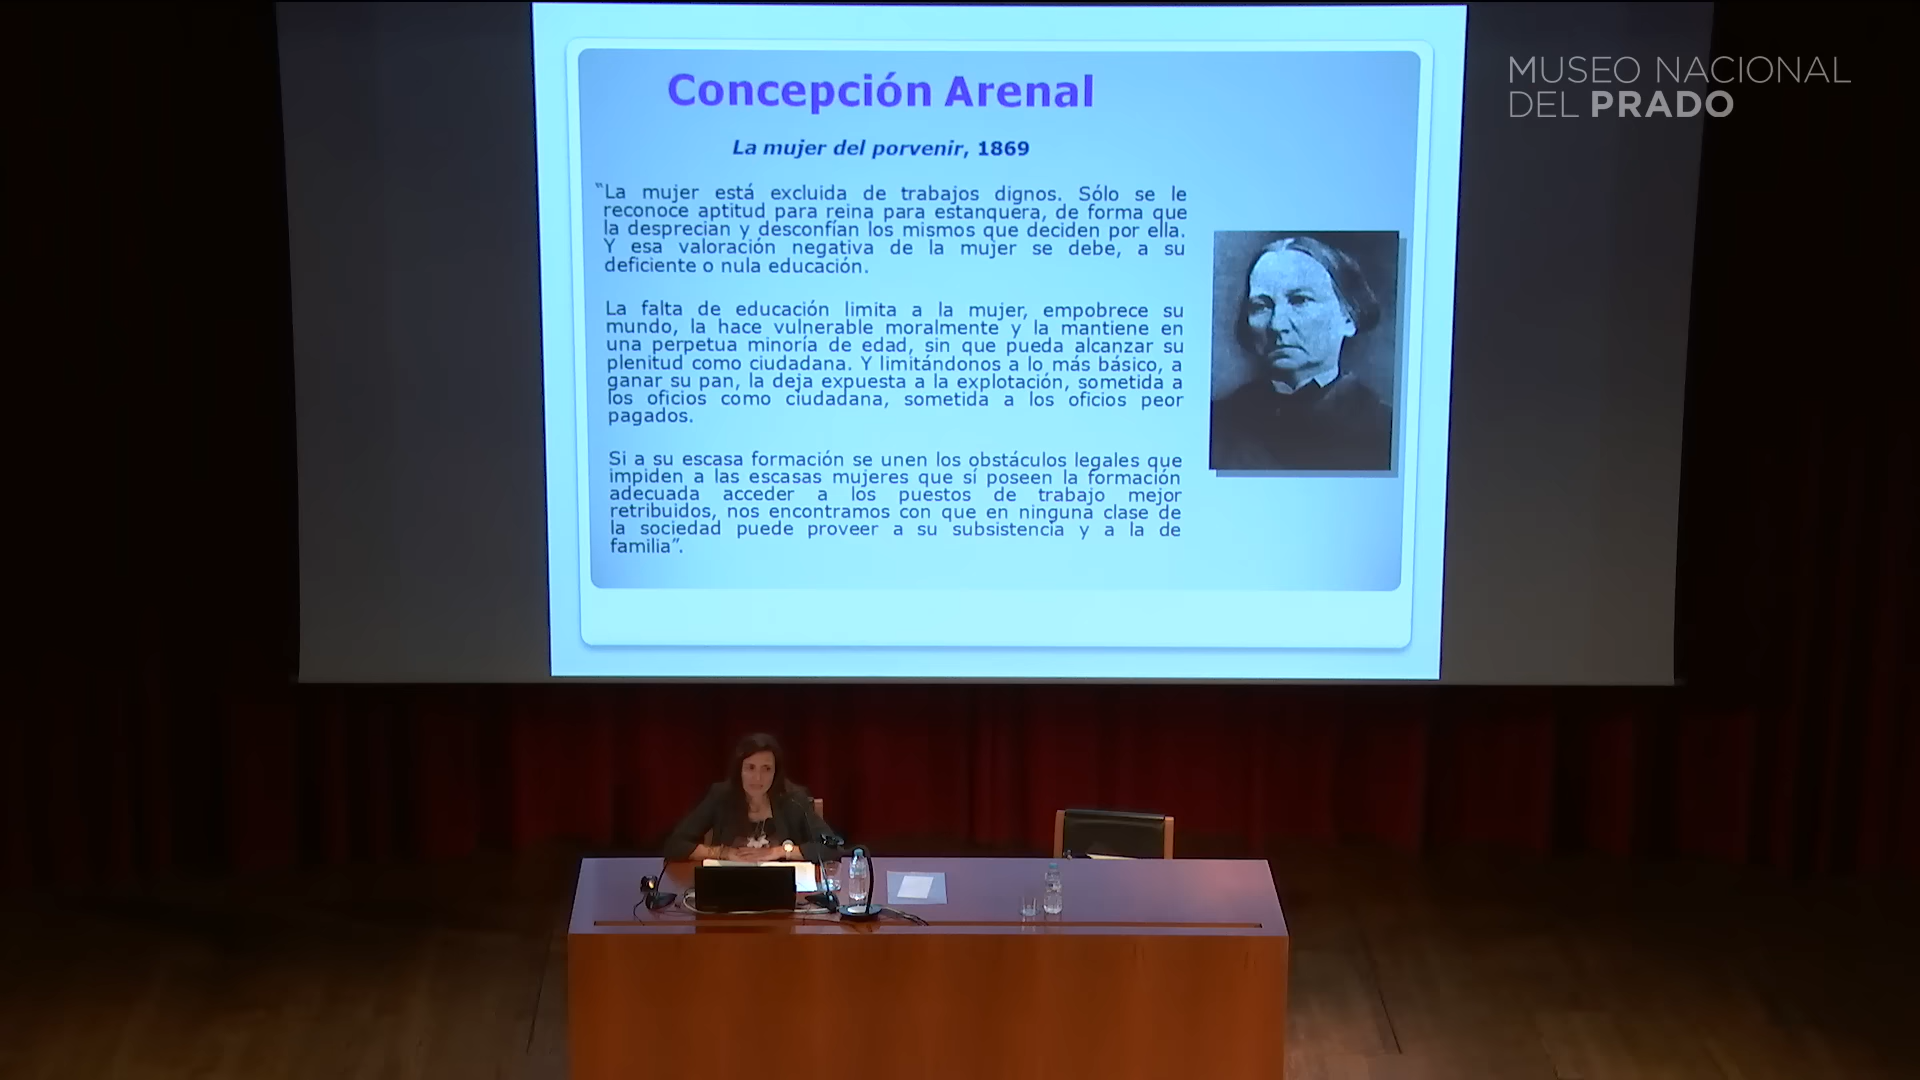 MUSEO NACIONAL
DEL PRADO
Concepción Arenal
La mujer del porvenir, 1869
“La mujer está excluida de trabajos dignos. Sólo se le
reconoce aptitud para reina para estanquera, de forma que
la desprecian y desconfían los mismos que deciden por ella.
Y esa valoración negativa de la mujer se debe, a su
deficiente o nula educación.
La falta de educación limita a la mujer, empobrece su
mundo, la hace vulnerable moralmente y la mantiene en
una perpetua minoría de edad, sin que pueda alcanzar su
plenitud como ciudadana. Y limitándonos a lo más básico, a
ganar su pan, la deja expuesta a la explotación, sometida a
los oficios como ciudadana, sometida a los oficios peor
pagados.
Si a su escasa formación se unen los obstáculos legales que
impiden a las escasas mujeres que sí poseen la formación
adecuada acceder a los puestos de trabajo mejor
retribuidos, nos encontramos con que en ninguna clase de
la sociedad puede proveer a su subsistencia y a la de
familia”.